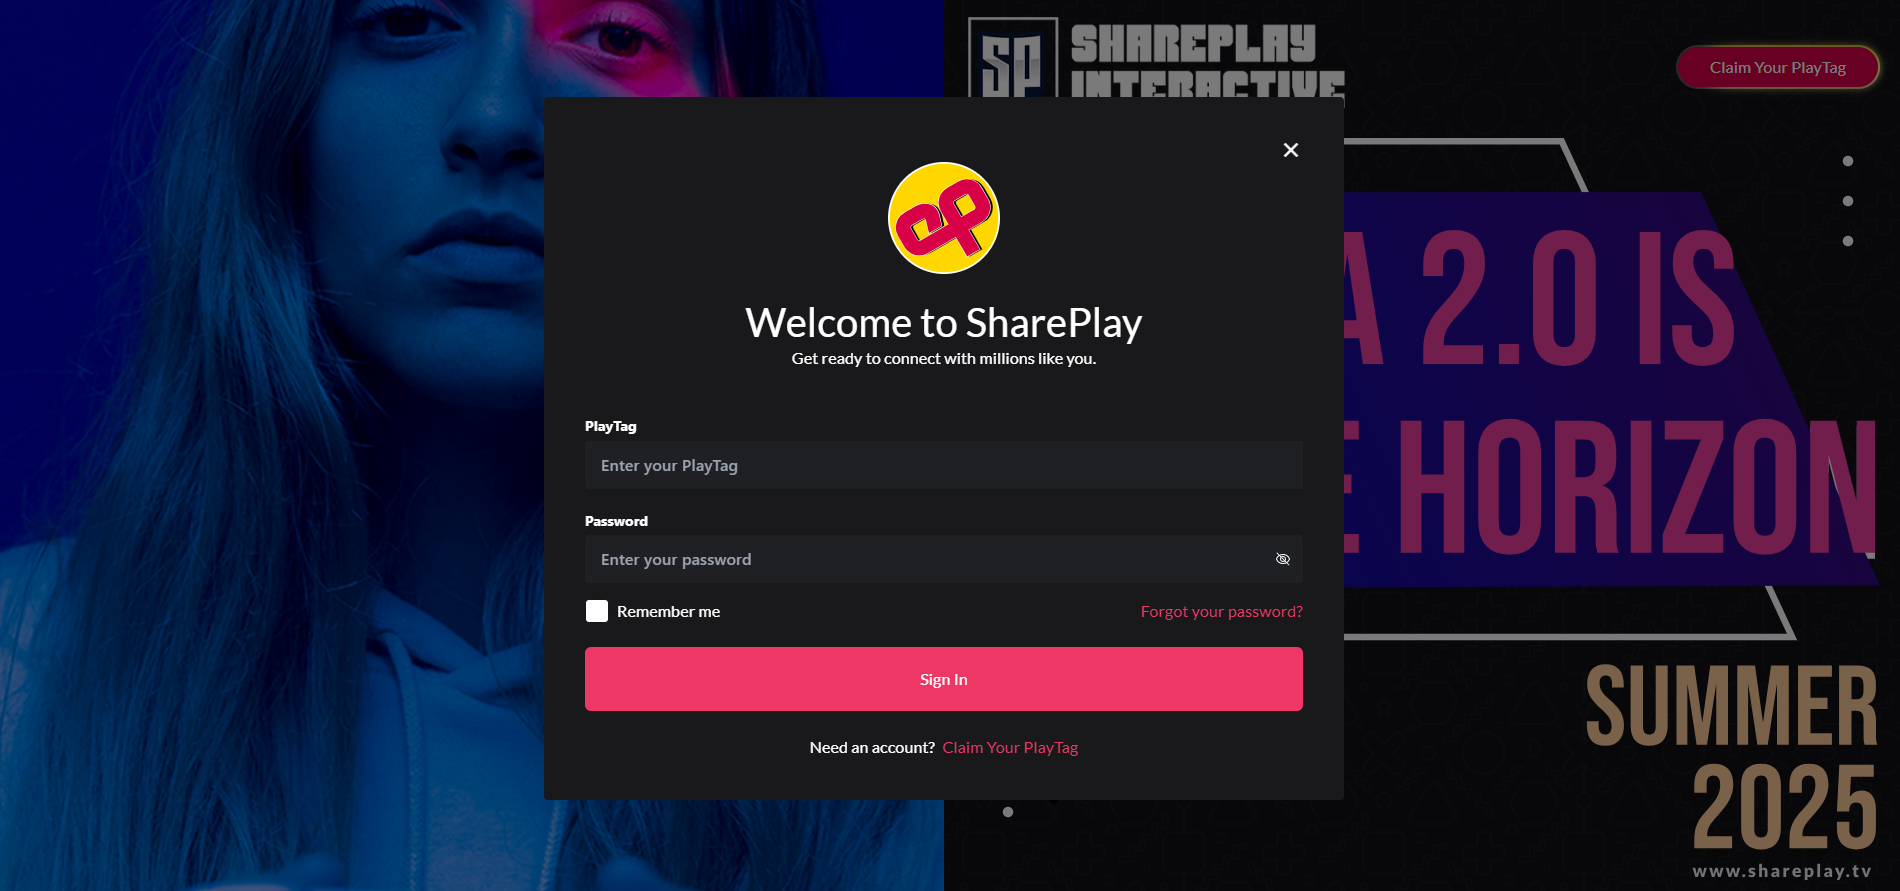 SP
SHAREPLAY
INTERACTIVE
Claim Your PlayTag
Welcome to SharePlay
Get ready to connect with millions like you.
PlayTag
Enter your PlayTag
Password
Enter your password
Remember me
Forgot your password?
Sign In
Need an account? Claim Your PlayTag
A 2.0 IS
E HORIZON
SUMMER
2025
www.shareplay.tv